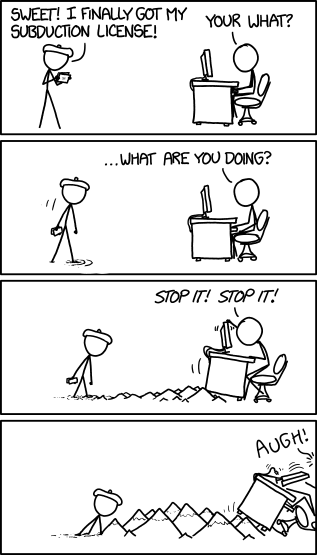 SWEET! I FINALLY GOT MY
SUBDUCTION LICENSE!
YOUR WHAT?
...WHAT ARE YOU DOING?
STOP IT! STOP IT!
AUGH!